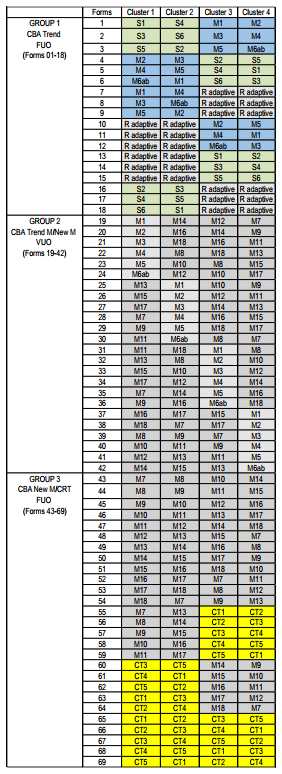 Forms Cluster 1 Cluster 2 Cluster 3 Cluster 4
GROUP 1 1 S1 S4 M1 M2
CBA Trend 2 S3 S6 M3 M4
FUO 3 S5 S2 M5 M6ab
(Forms 01-18) 4 M2 M3 S2 S5
5 M4 M5 S4 S1
6 M6ab M1 S6 S3
7 M1 M4 R adaptive R adaptive
8 M3 M6ab R adaptive R adaptive
9 M5 M2 R adaptive R adaptive
10 R adaptive R adaptive M2 M5
11 R adaptive R adaptive M4 M1
12 R adaptive R adaptive M6ab M3
13 R adaptive R adaptive S1 S2
14 R adaptive R adaptive S3 S4
15 R adaptive R adaptive S5 S6
16 S2 S3 R adaptive R adaptive
17 S4 S5 R adaptive R adaptive
18 S6 S1 R adaptive R adaptive
GROUP 2 19 M1 M14 M12 M7
CBA Trend M/New M 20 M2 M16 M14 M9
VUO 21 M3 M18 M16 M11
(Forms 19-42) 22 M4 M8 M18 M13
23 M5 M10 M8 M15
24 M6ab M12 M10 M17
25 M13 M1 M10 M9
26 M15 M2 M12 M11
27 M17 M3 M14 M13
28 M7 M4 M16 M15
29 M9 M5 M18 M17
30 M11 M6ab M8 M7
31 M11 M18 M1 M8
32 M13 M8 M2 M10
33 M15 M10 M3 M12
34 M17 M12 M4 M14
35 M7 M14 M5 M16
36 M9 M16 M6ab M18
37 M16 M17 M15 M1
38 M18 M7 M17 M2
39 M8 M9 M7 M3
40 M10 M11 M9 M4
41 M12 M13 M11 M5
42 M14 M15 M13 M6ab
GROUP 3 43 M7 M8 M10 M14
CBA New M/CRT 44 M8 M9 M11 M15
FUO 45 M9 M10 M12 M16
(Forms 43-69) 46 M10 M11 M13 M17
47 M11 M12 M14 M18
48 M12 M13 M15 M7
49 M13 M14 M16 M8
50 M14 M15 M17 M9
51 M15 M16 M18 M10
52 M16 M17 M7 M11
53 M17 M18 M8 M12
54 M18 M7 M9 M13
55 M7 M13 CT1 CT2
56 M8 M14 CT2 CT3
57 M9 M15 CT3 CT4
58 M10 M16 CT4 CT5
59 M11 M17 CT5 CT1
60 CT3 CT5 M14 M9
61 CT4 CT1 M15 M10
62 CT5 CT2 M16 M11
63 CT1 CT3 M17 M12
64 CT2 CT4 M18 M7
65 CT1 CT2 CT3 CT5
66 CT2 CT3 CT4 CT1
67 CT3 CT4 CT5 CT2
68 CT4 CT5 CT1 CT3
69 CT5 CT1 CT2 CT4